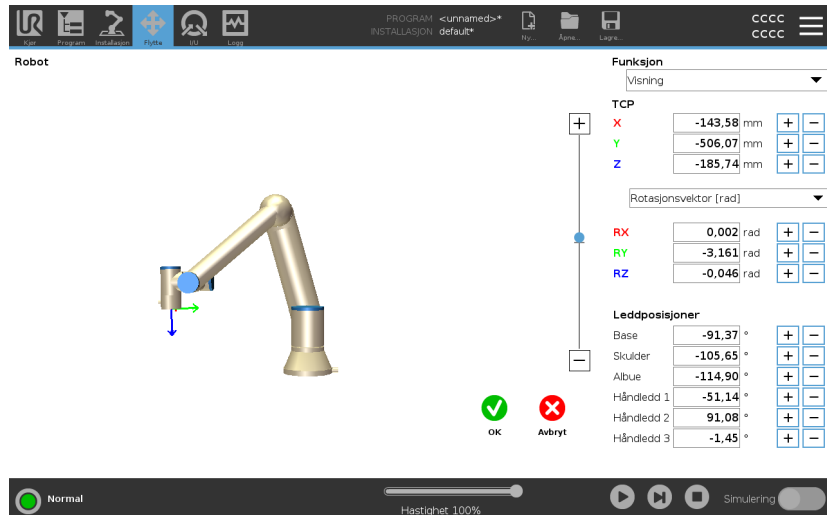 UR
PROGRAM <unnamed>*
INSTALLASJON default*
cccc
cccc
Kjør Program Installasjon Flytte I/U Logg
Ny... Åpne... Lagre...
Robot
Funksjon
Visning
TCP
X -143,58 mm + −
Y -506,07 mm + −
Z -185,74 mm + −
Rotasjonsvektor [rad]
RX 0,002 rad + −
RY -3,161 rad + −
RZ -0,046 rad + −
Leddposisjoner
Base -91,37 ° + −
Skulder -105,65 ° + −
Albue -114,90 ° + −
Håndledd 1 -51,14 ° + −
Håndledd 2 91,08 ° + −
Håndledd 3 -1,45 ° + −
+
−
OK Avbryt
Normal
Hastighet 100%
Simulering